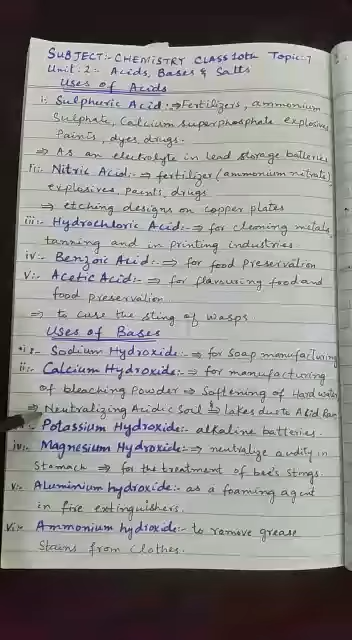 SUBJECT:- CHEMISTRY CLASS 10th Topic:- 7
Unit:2:- Acids, Bases & Salts
Uses of Acids
i:- Sulphuric Acid:⇒ Fertilizers, ammonium
Sulphate, Calcium superphosphate explosives
Paints, dyes, drugs.
⇒ As an electrolyte in lead storage batteries
ii:- Nitric Acid:- ⇒ fertilizer (ammonium nitrate),
explosives, paints, drugs
⇒ etching designs on copper plates
iii:- Hydrochloric Acid:- ⇒ for cleaning metals,
tanning and in printing industries
iv:- Benzoic Acid:- ⇒ for food preservation
v:- Acetic Acid:- ⇒ for flavouring food and
food preservation
⇒ to cure the sting of wasps
Uses of Bases
i:- Sodium Hydroxide:- ⇒ for Soap manufacturing
ii:- Calcium Hydroxide:- ⇒ for manufacturing
of bleaching Powder ⇒ Softening of Hard water
⇒ Neutralizing Acidic Soil & lakes due to Acid Rain
Potassium Hydroxide:- alkaline batteries.
iv:- Magnesium Hydroxide:- ⇒ neutralize acidity in
Stomach ⇒ for the treatment of bee's Stings.
v:- Aluminium hydroxide:- as a foaming agent
in fire extinguishers.
vi:- Ammonium hydroxide:- to remove grease
Stains from Clothes.